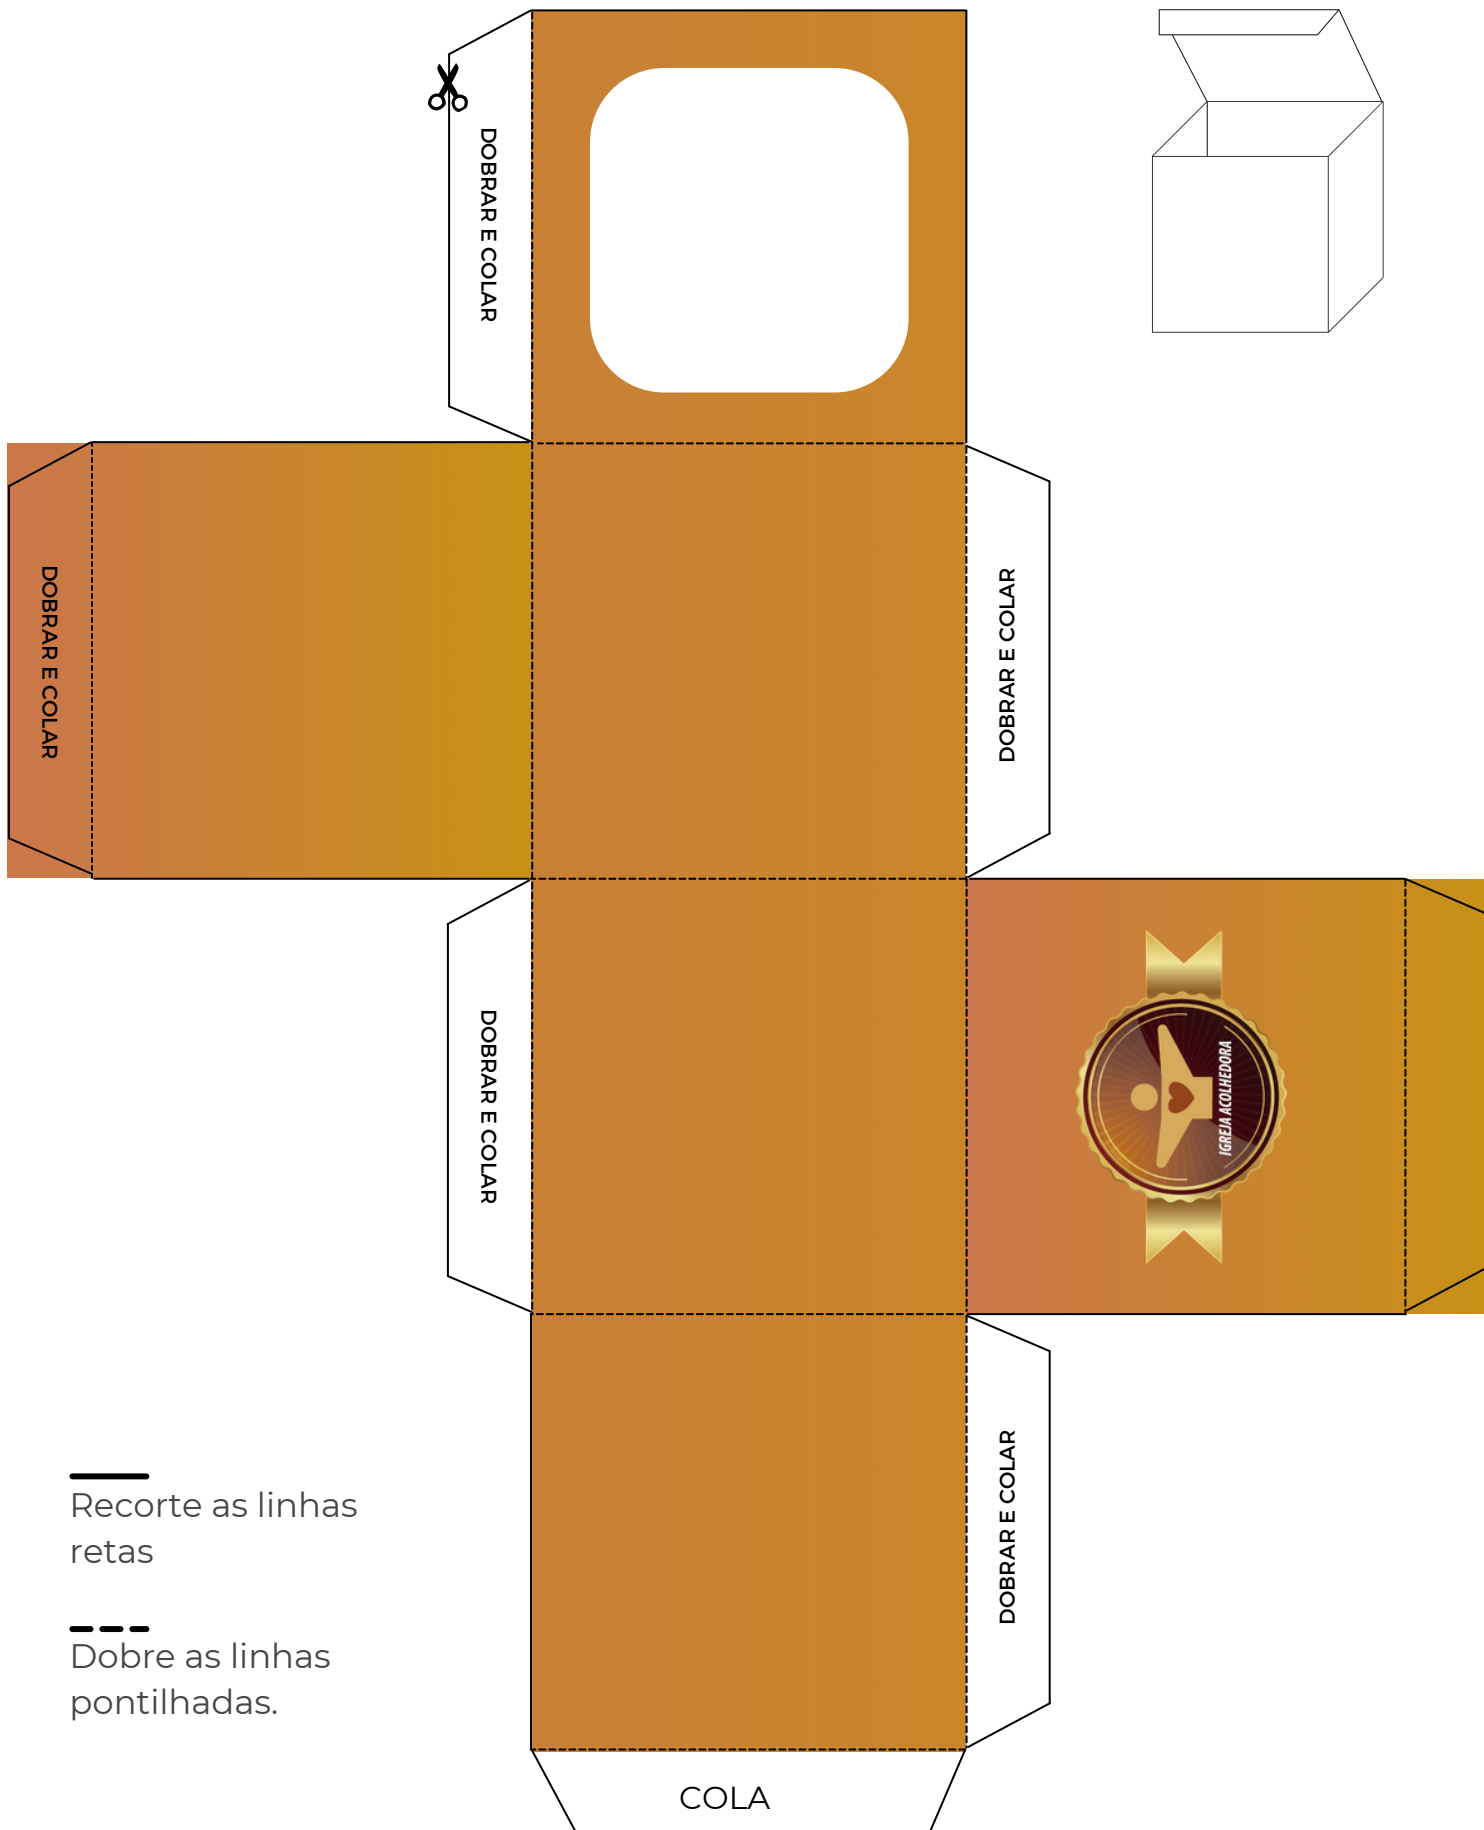 DOBRAR E COLAR
DOBRAR E COLAR
DOBRAR E COLAR
DOBRAR E COLAR
IGREJA ACOLHEDORA
DOBRAR E COLAR
Recorte as linhas
retas
Dobre as linhas
pontilhadas.
COLA